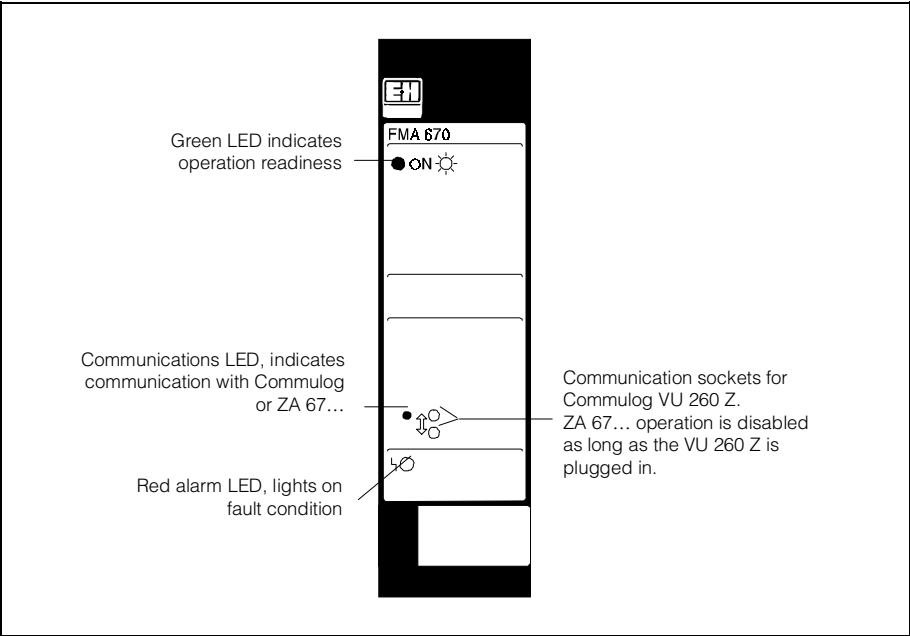 EH
FMA 670
Green LED indicates
operation readiness
ON
Communications LED, indicates
communication with Commulog
or ZA 67…
Communication sockets for
Commulog VU 260 Z.
ZA 67… operation is disabled
as long as the VU 260 Z is
plugged in.
Red alarm LED, lights on
fault condition